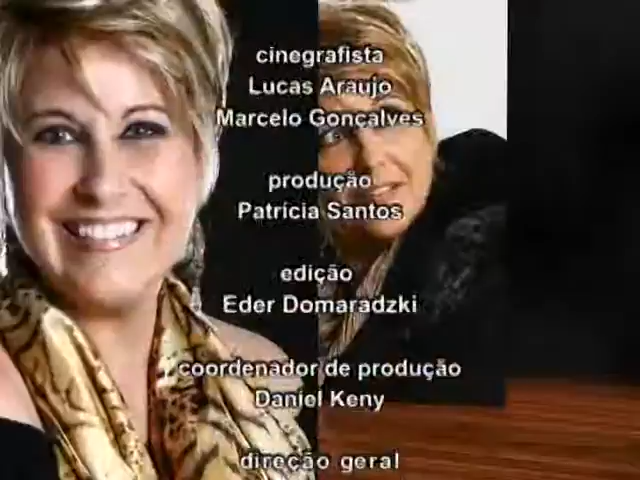 cinegrafista
Lucas Araujo
Marcelo Gonçalves
produção
Patrícia Santos
edição
Eder Domaradzki
coordenador de produção
Daniel Keny
direção geral